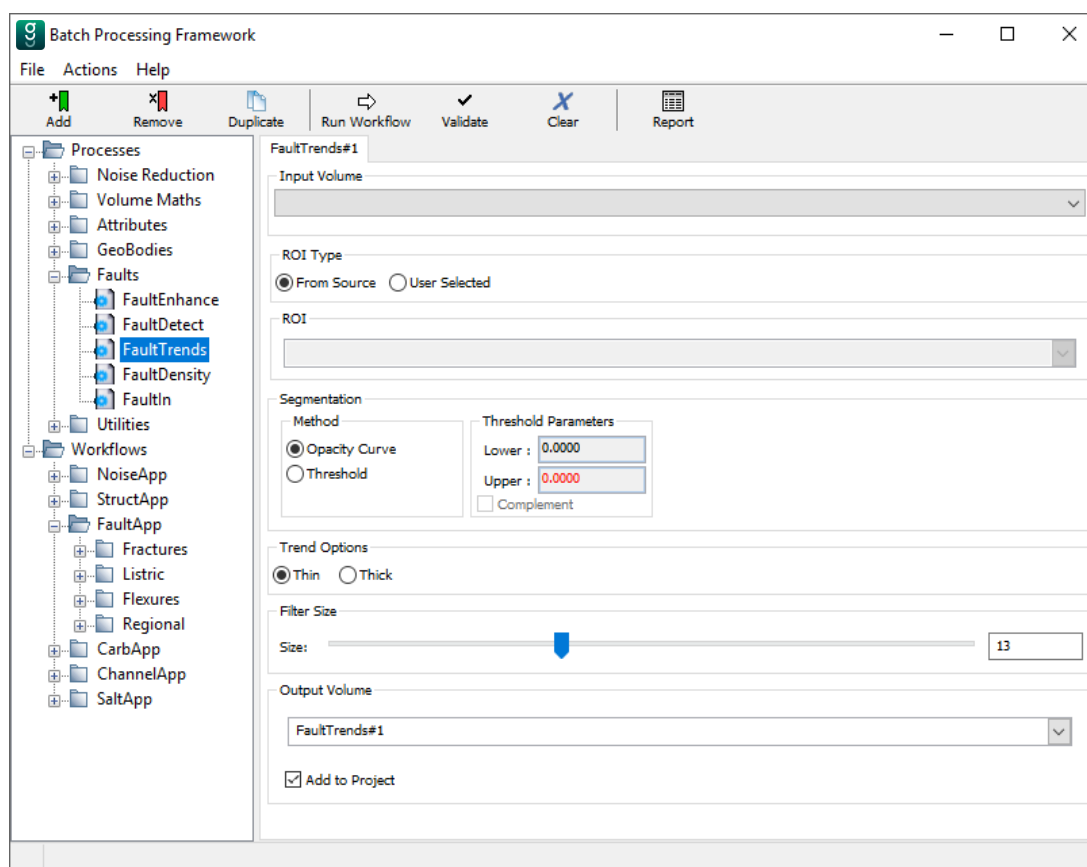 g
Batch Processing Framework
File Actions Help
Add Remove Duplicate Run Workflow Validate Clear Report
Processes
Noise Reduction
Volume Maths
Attributes
GeoBodies
Faults
FaultEnhance
FaultDetect
FaultTrends
FaultDensity
FaultIn
Utilities
Workflows
NoiseApp
StructApp
FaultApp
Fractures
Listric
Flexures
Regional
CarbApp
ChannelApp
SaltApp
FaultTrends#1
Input Volume
ROI Type
From Source User Selected
ROI
Segmentation
Method
Opacity Curve
Threshold
Threshold Parameters
Lower : 0.0000
Upper : 0.0000
Complement
Trend Options
Thin Thick
Filter Size
Size: 13
Output Volume
FaultTrends#1
Add to Project